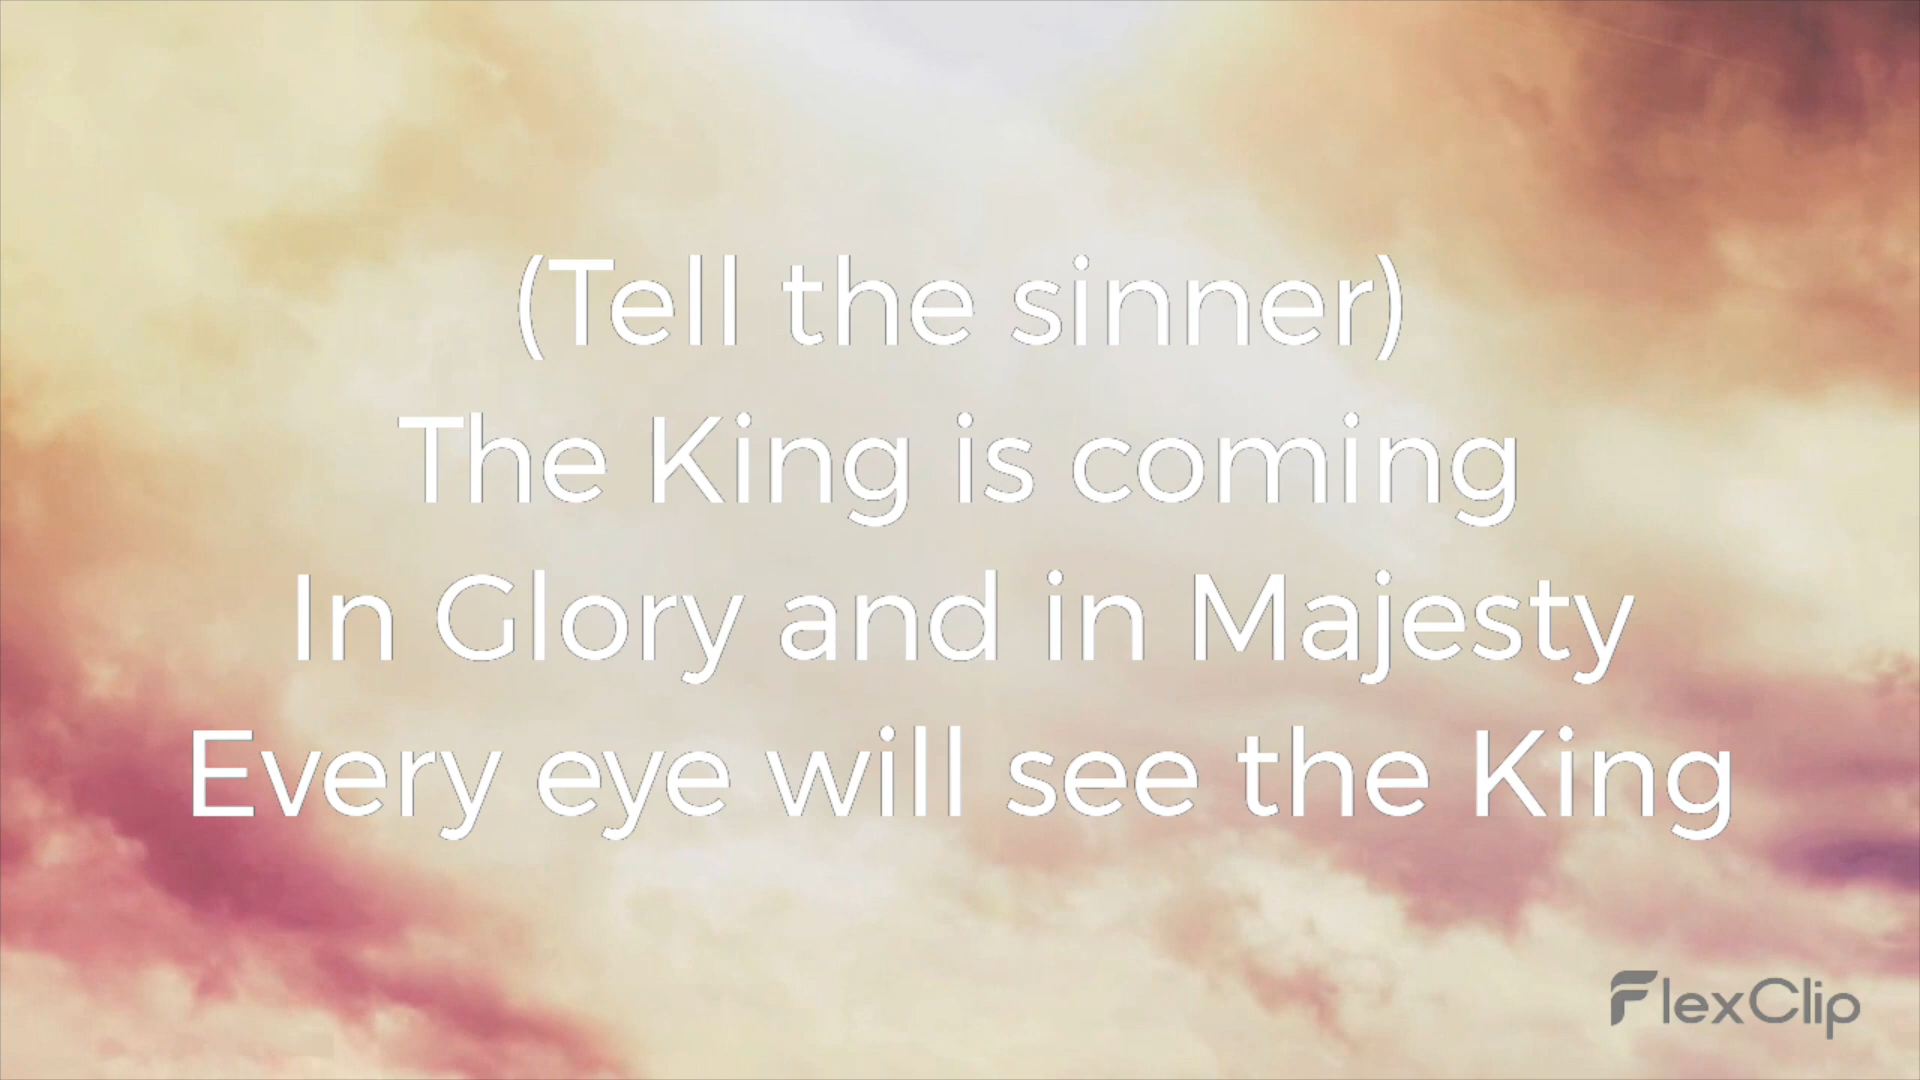 (Tell the sinner)
The King is coming
In Glory and in Majesty
Every eye will see the King
FlexClip